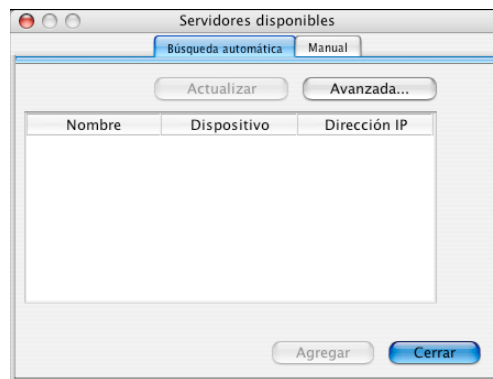 Servidores disponibles
Búsqueda automática Manual
Actualizar Avanzada...
Nombre Dispositivo Dirección IP
Agregar Cerrar